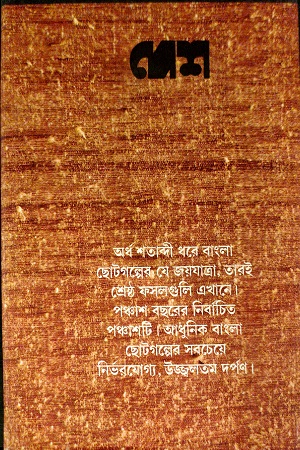 দেশ
অর্ধ শতাব্দী ধরে বাংলা
ছোটগল্পের যে জয়যাত্রা, তারই
শ্রেষ্ঠ ফসলগুলি এখানে।
পঞ্চাশ বছরের নির্বাচিত
পঞ্চাশটি। আধুনিক বাংলা
ছোটগল্পের সবচেয়ে
নির্ভরযোগ্য, উজ্জ্বলতম দর্পণ।